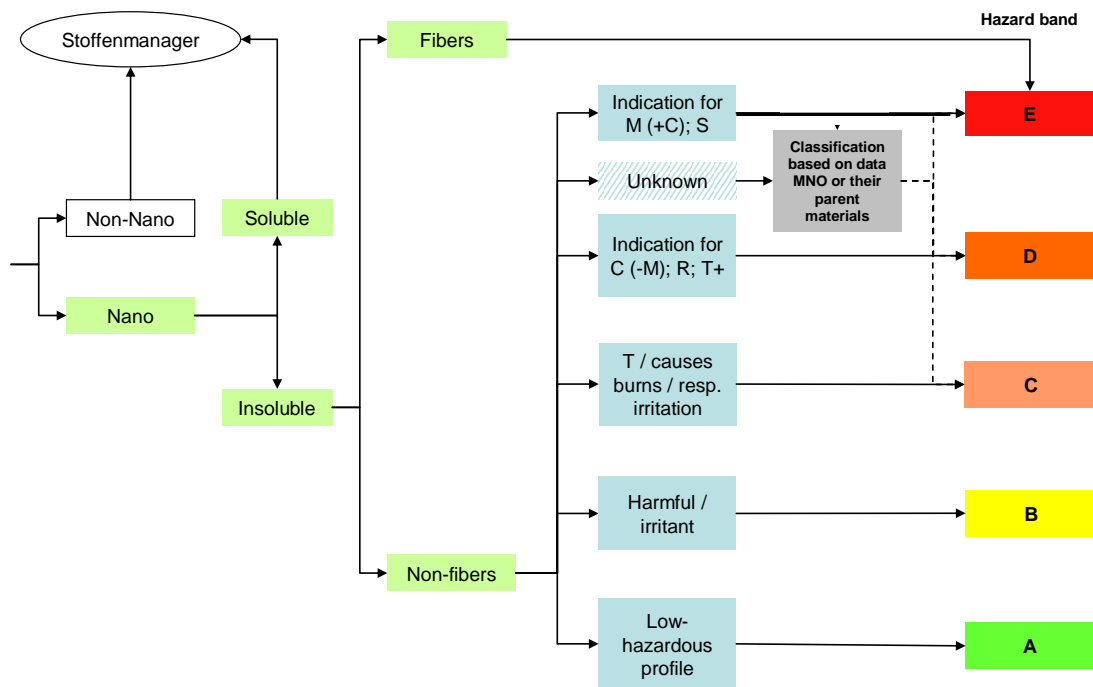 Hazard band
Stoffenmanager
Fibers
Indication for
M (+C); S
E
Classification
based on data
MNO or their
parent
materials
Unknown
Non-Nano
Soluble
Indication for
C (-M); R; T+
D
Nano
T / causes
burns / resp.
irritation
C
Insoluble
Harmful /
irritant
B
Non-fibers
Low-
hazardous
profile
A